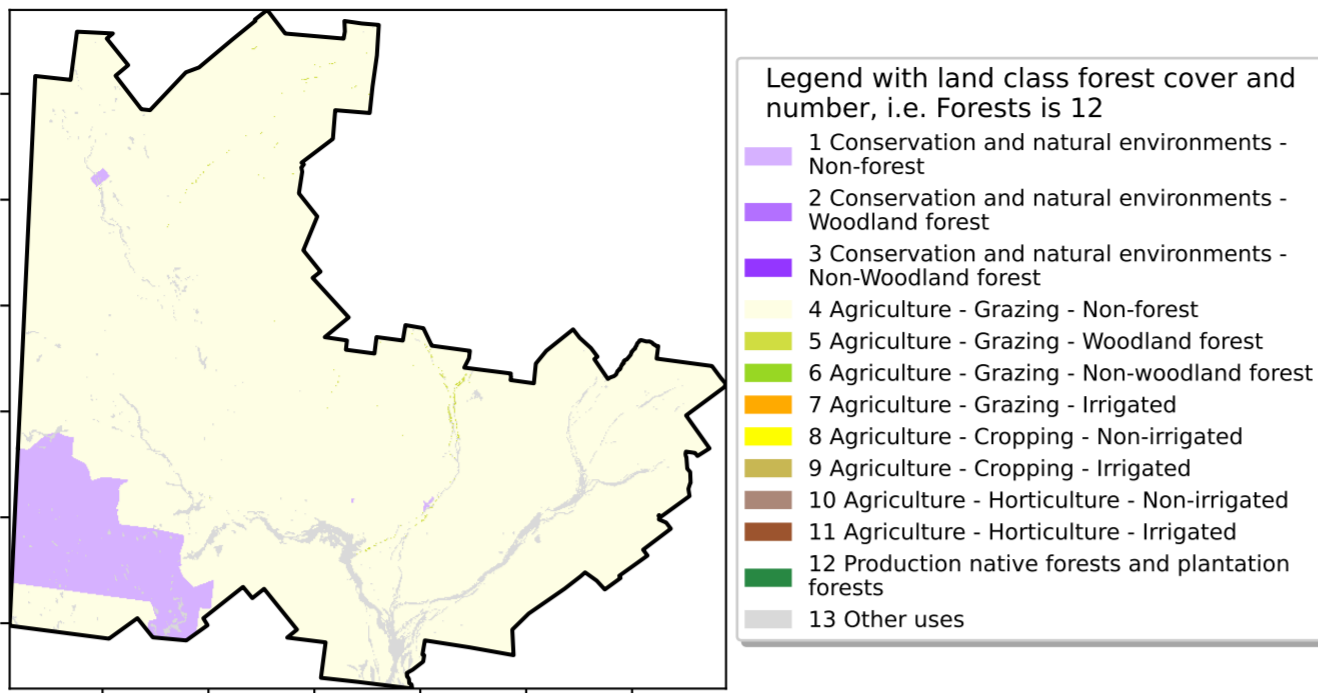 Legend with land class forest cover and
number, i.e. Forests is 12
1 Conservation and natural environments -
Non-forest
2 Conservation and natural environments -
Woodland forest
3 Conservation and natural environments -
Non-Woodland forest
4 Agriculture - Grazing - Non-forest
5 Agriculture - Grazing - Woodland forest
6 Agriculture - Grazing - Non-woodland forest
7 Agriculture - Grazing - Irrigated
8 Agriculture - Cropping - Non-irrigated
9 Agriculture - Cropping - Irrigated
10 Agriculture - Horticulture - Non-irrigated
11 Agriculture - Horticulture - Irrigated
12 Production native forests and plantation
forests
13 Other uses